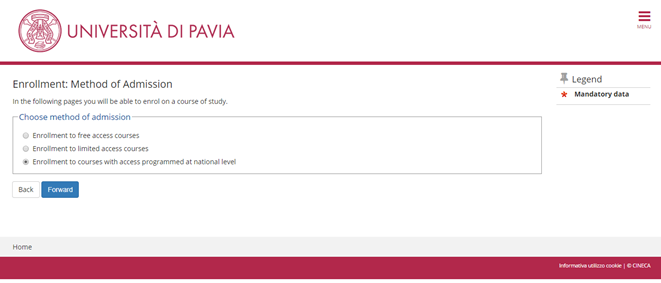 UNIVERSITÀ DI PAVIA
MENU
Enrollment: Method of Admission
In the following pages you will be able to enrol on a course of study.
Choose method of admission
Enrollment to free access courses
Enrollment to limited access courses
Enrollment to courses with access programmed at national level
Back Forward
Legend
* Mandatory data
Home
Informativa utilizzo cookie | © CINECA